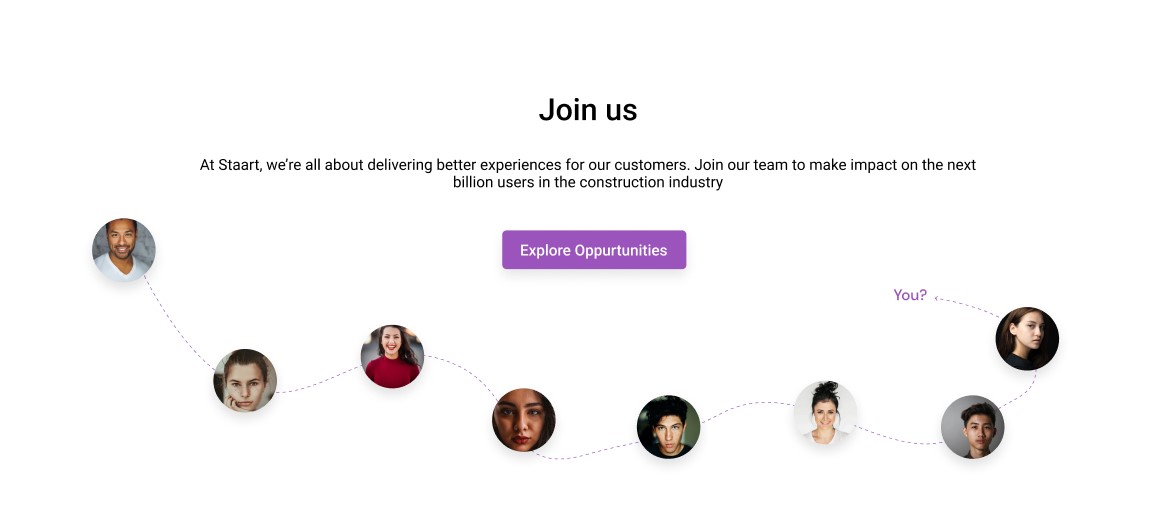 Join us
At Staart, we’re all about delivering better experiences for our customers. Join our team to make impact on the next
billion users in the construction industry
Explore Oppurtunities
You?